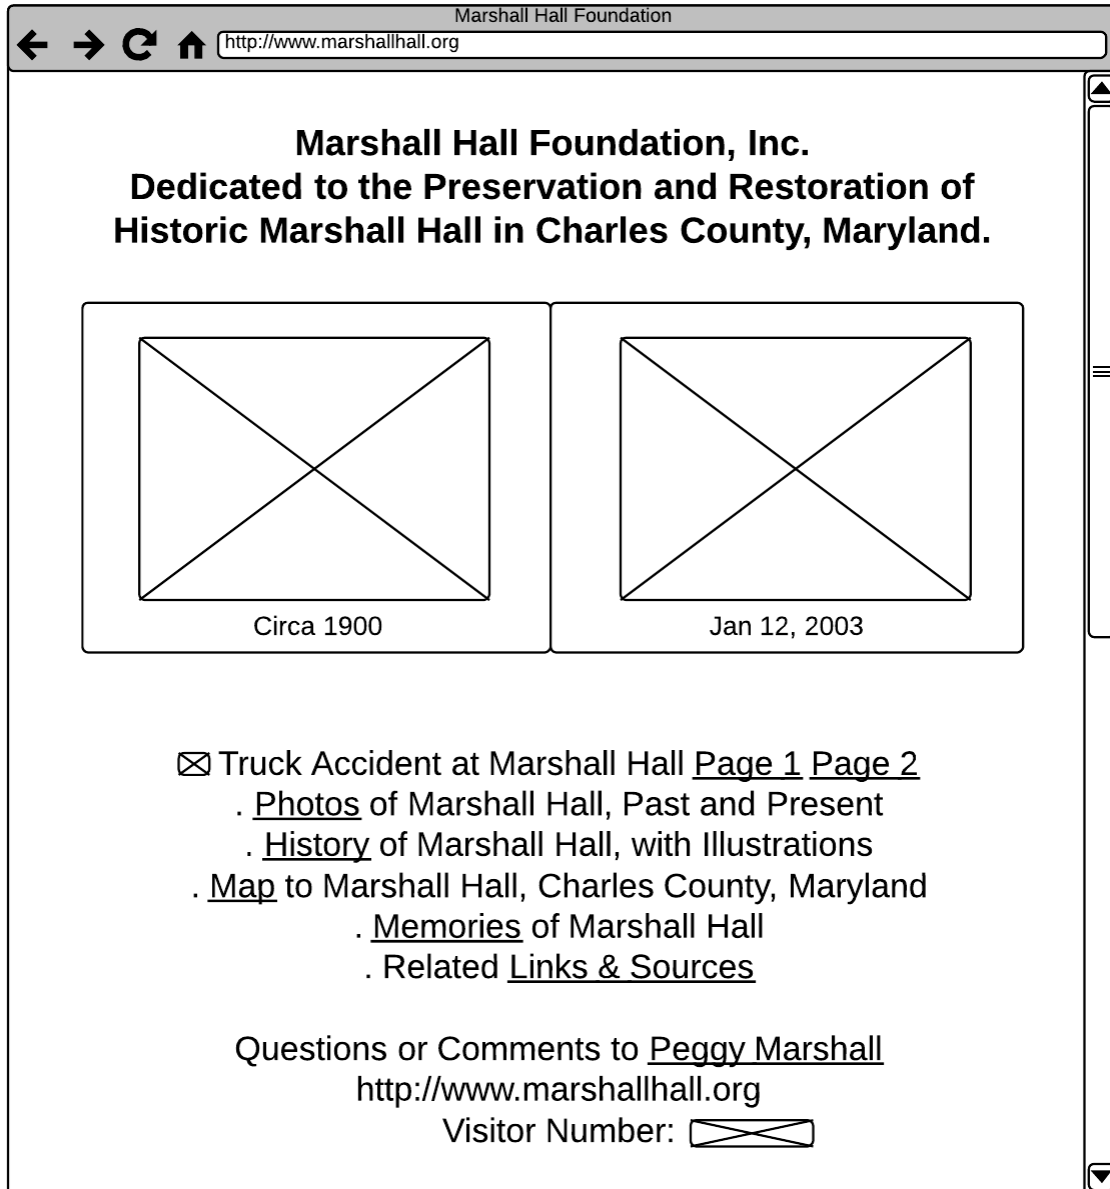 Marshall Hall Foundation
http://www.marshallhall.org
Marshall Hall Foundation, Inc.
Dedicated to the Preservation and Restoration of
Historic Marshall Hall in Charles County, Maryland.
Circa 1900
Jan 12, 2003
Truck Accident at Marshall Hall Page 1 Page 2
. Photos of Marshall Hall, Past and Present
. History of Marshall Hall, with Illustrations
. Map to Marshall Hall, Charles County, Maryland
. Memories of Marshall Hall
. Related Links & Sources
Questions or Comments to Peggy Marshall
http://www.marshallhall.org
Visitor Number: